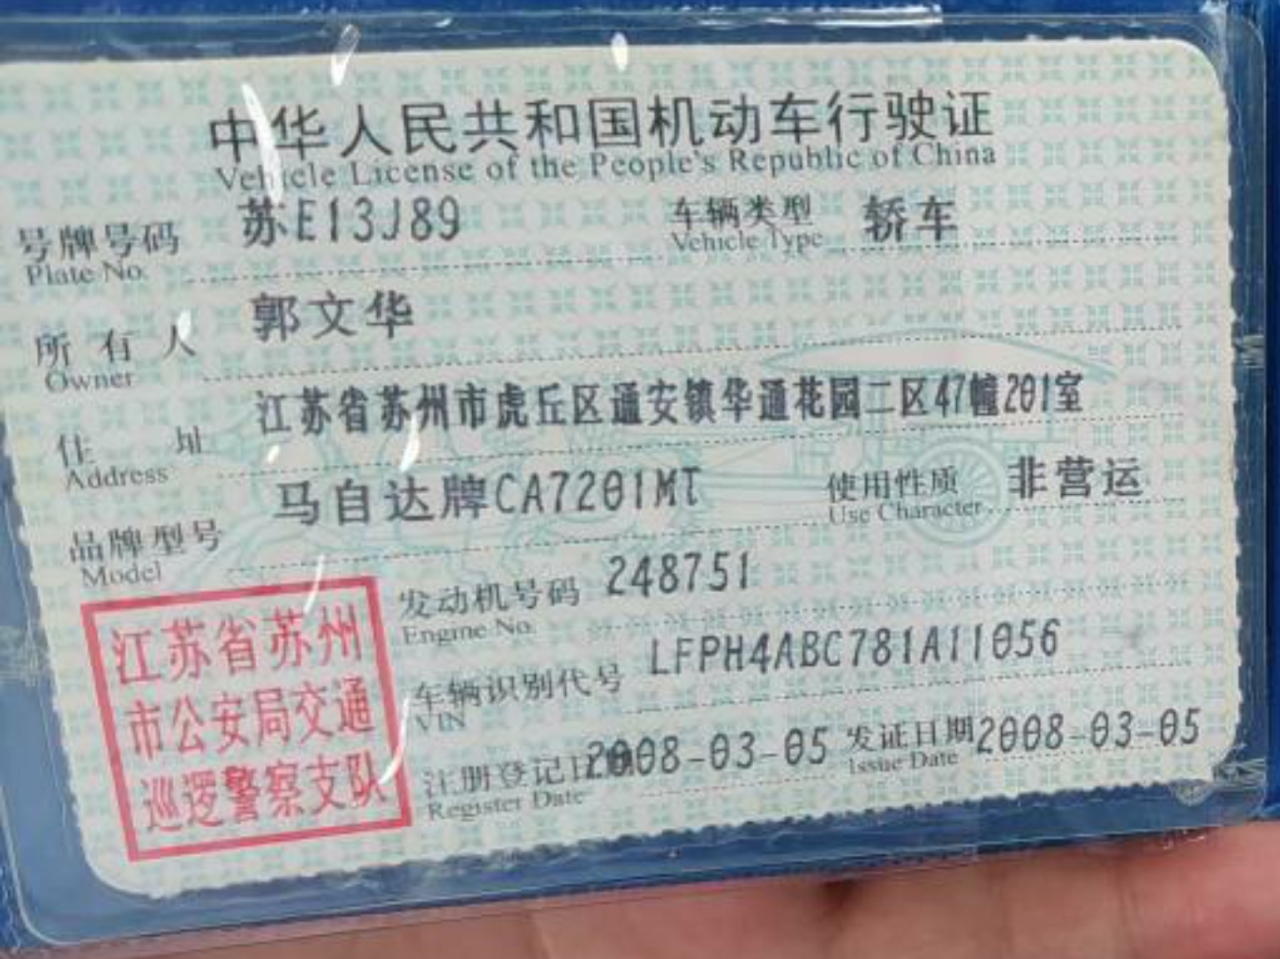 中华人民共和国机动车行驶证
Vehicle License of the People's Republic of China
号牌号码 苏E13J89 车辆类型 轿车
Plate No. Vehicle Type
所有人 郭文华
Owner
住址 江苏省苏州市虎丘区通安镇华通花园二区47幢201室
Address
品牌型号 马自达牌CA7201MT 使用性质 非营运
Model Use Character
发动机号码 248751
Engine No.
车辆识别代号 LFPH4ABC781A11056
VIN
注册登记日期 2008-03-05 发证日期 2008-03-05
Register Date Issue Date
江苏省苏州
市公安局交通
巡逻警察支队